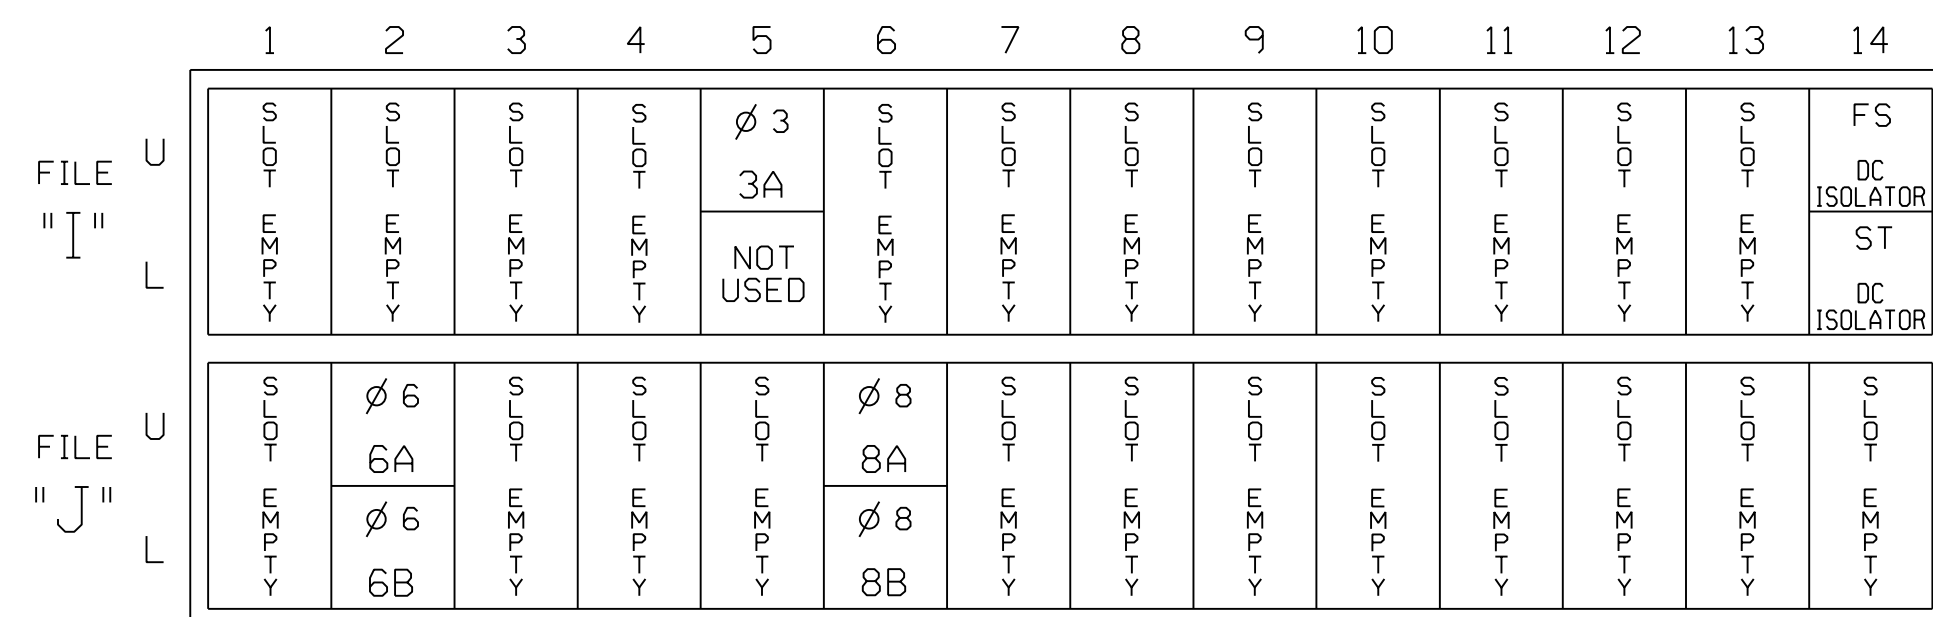 1 2 3 4 5 6 7 8 9 10 11 12 13 14
FILE "I"
U
L
SLOT EMPTY
SLOT EMPTY
SLOT EMPTY
SLOT EMPTY
Ø 3
3A
NOT
USED
SLOT EMPTY
SLOT EMPTY
SLOT EMPTY
SLOT EMPTY
SLOT EMPTY
SLOT EMPTY
SLOT EMPTY
SLOT EMPTY
FS
DC
ISOLATOR
ST
DC
ISOLATOR
FILE "J"
U
L
SLOT EMPTY
Ø 6
6A
Ø 6
6B
SLOT EMPTY
SLOT EMPTY
SLOT EMPTY
Ø 8
8A
Ø 8
8B
SLOT EMPTY
SLOT EMPTY
SLOT EMPTY
SLOT EMPTY
SLOT EMPTY
SLOT EMPTY
SLOT EMPTY
SLOT EMPTY